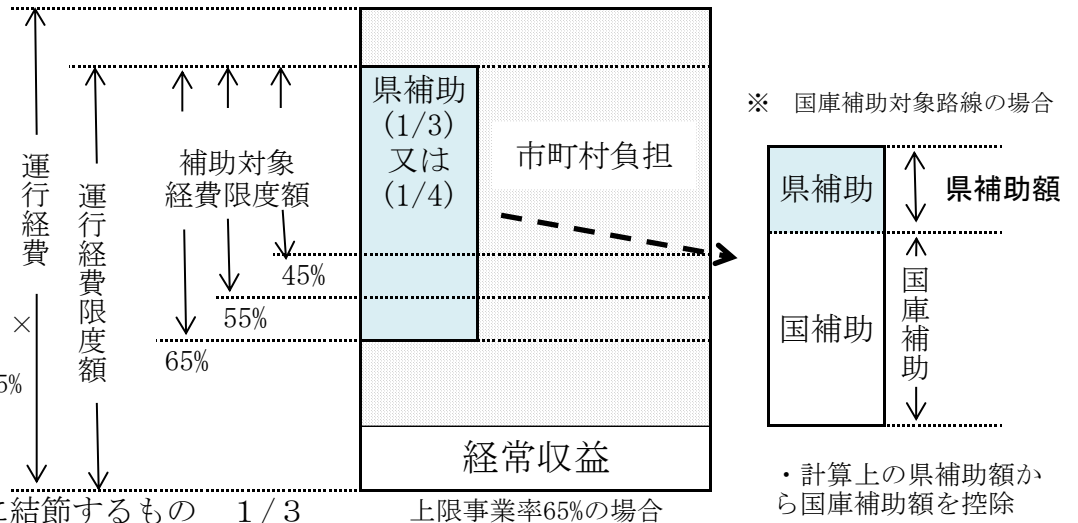 運行経費
×
5%
運行経費限度額
補助対象
経費限度額
45%
55%
65%
県補助
(1/3)
又は
(1/4)
市町村負担
経常収益
に結節するもの　1/3
上限事業率65%の場合
※　国庫補助対象路線の場合
県補助
国補助
県補助額
国庫補助
・計算上の県補助額か
ら国庫補助額を控除